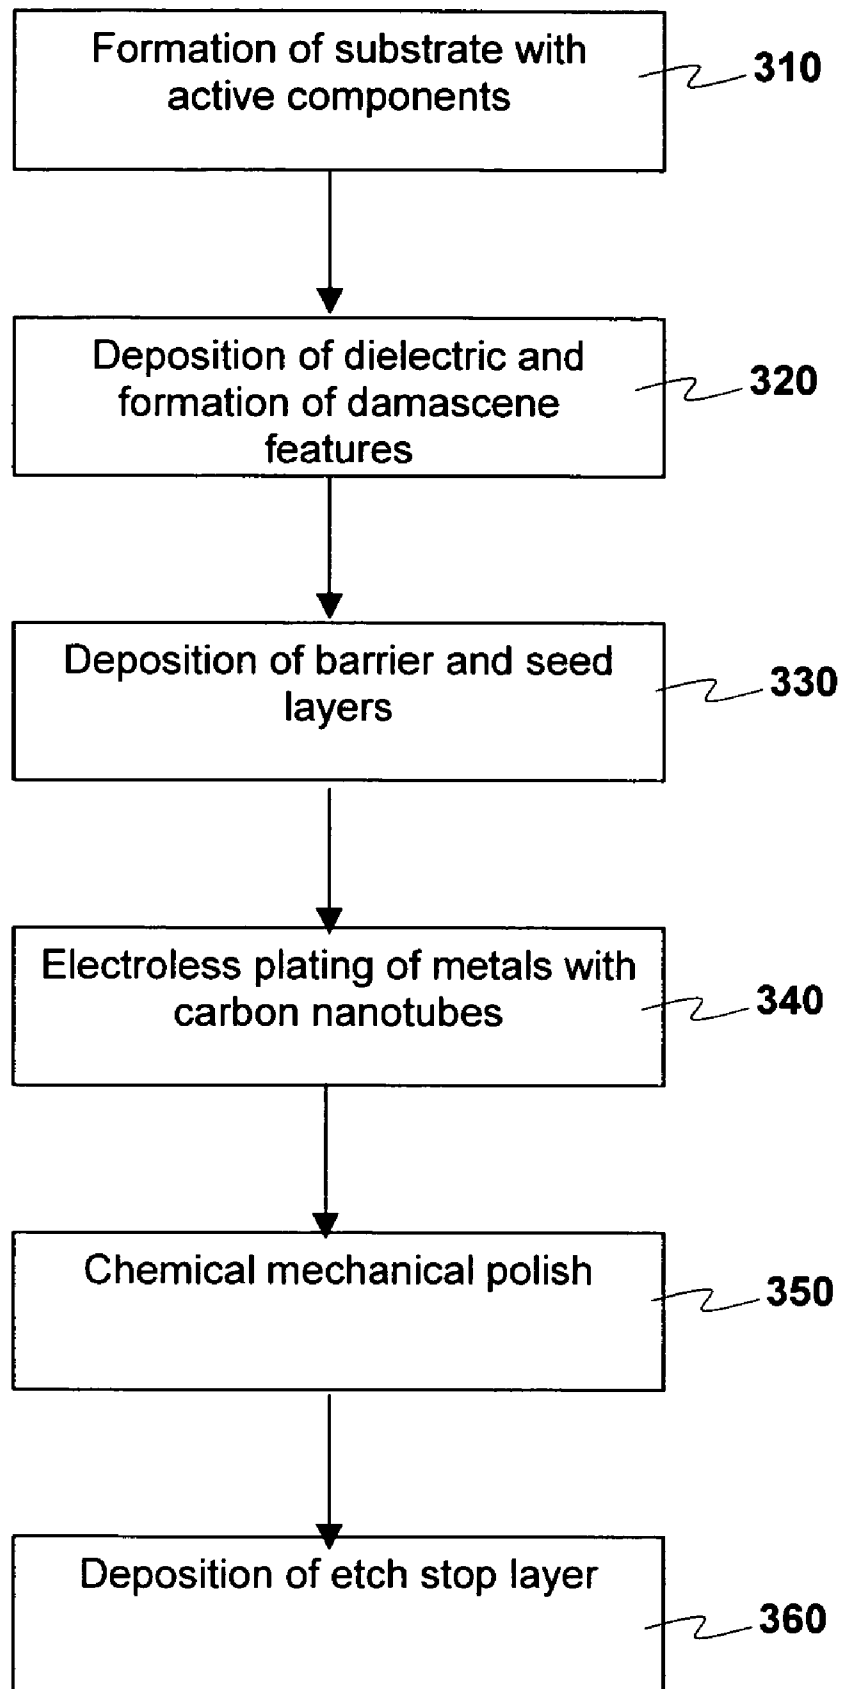 Formation of substrate with
active components
310
Deposition of dielectric and
formation of damascene
features
320
Deposition of barrier and seed
layers
330
Electroless plating of metals with
carbon nanotubes
340
Chemical mechanical polish
350
Deposition of etch stop layer
360